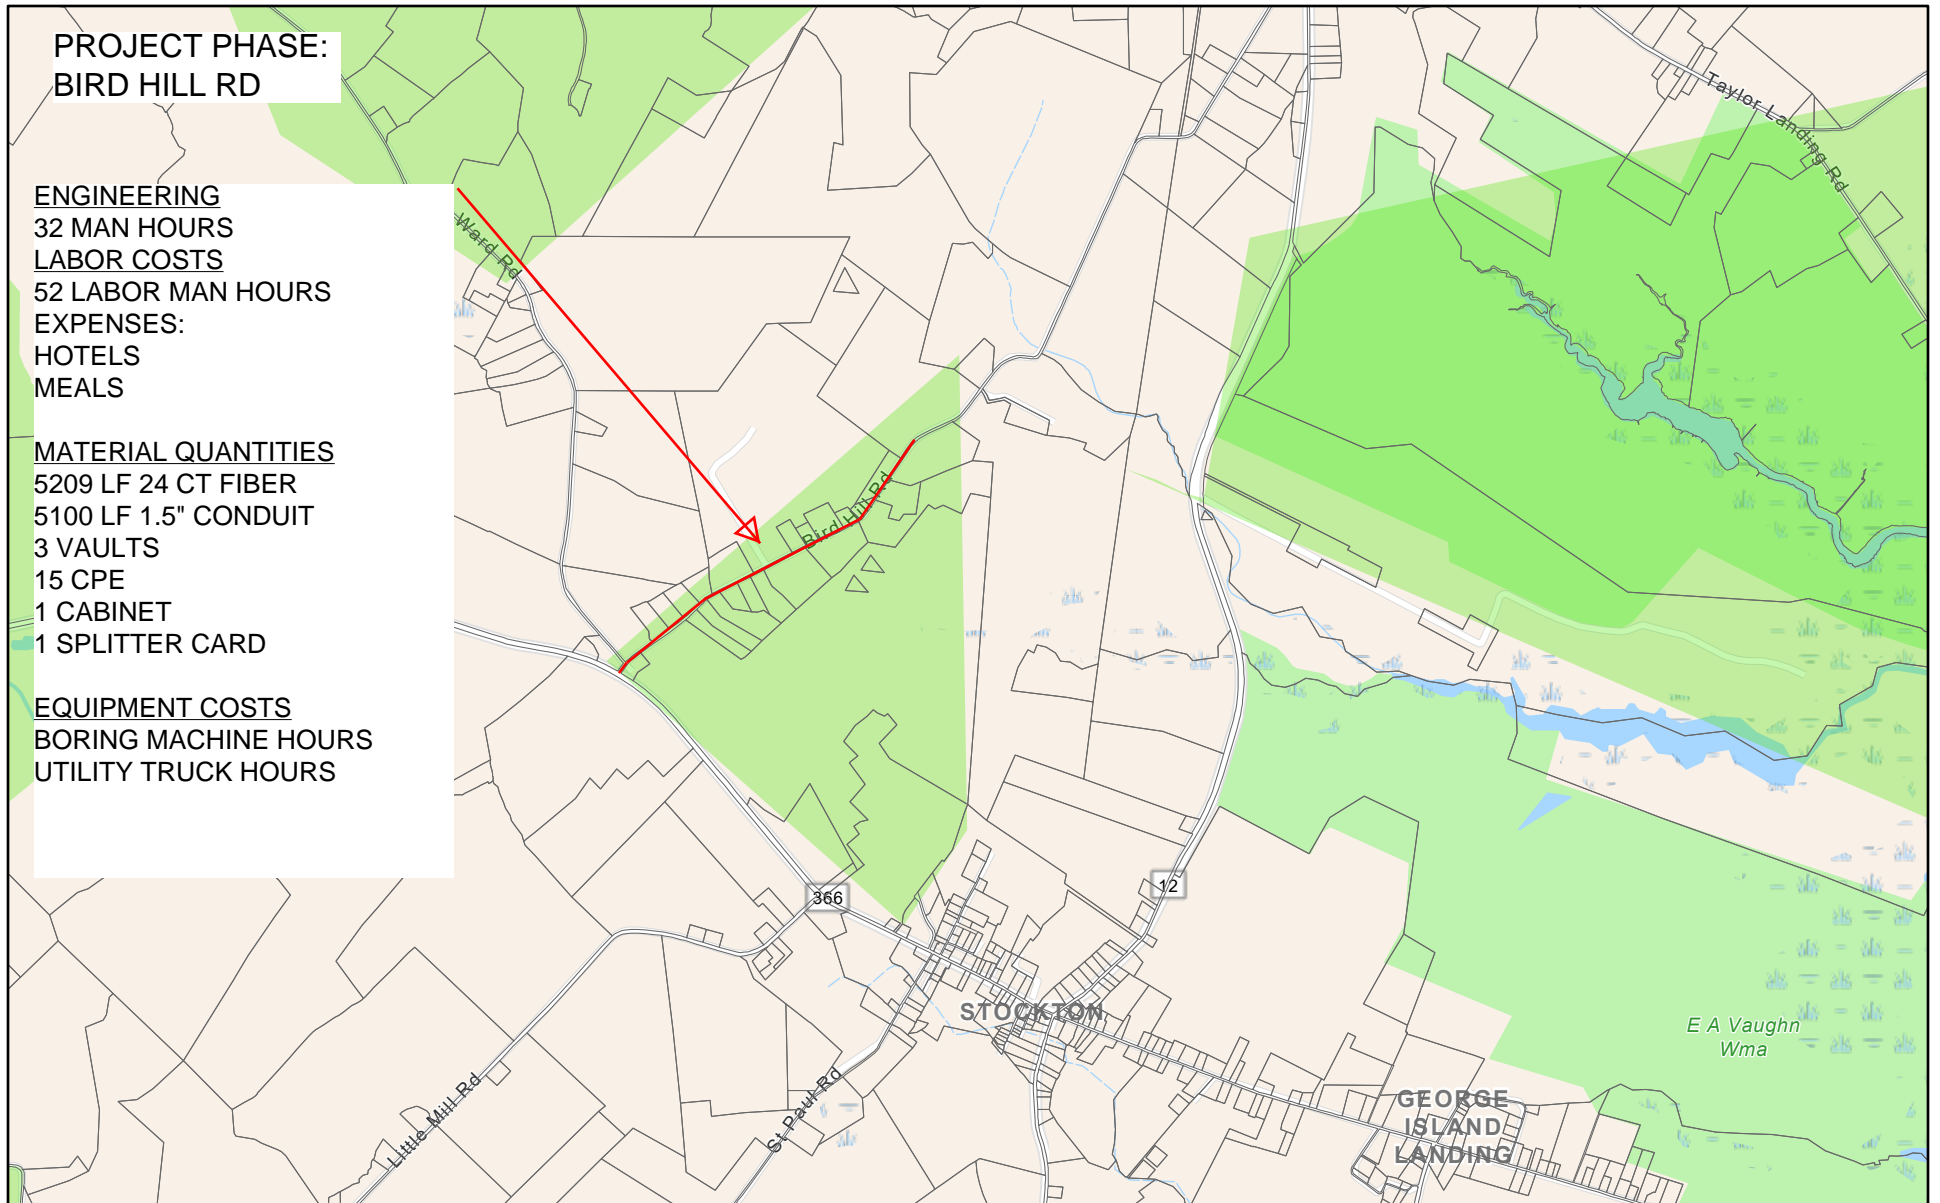 PROJECT PHASE:
BIRD HILL RD
ENGINEERING
32 MAN HOURS
LABOR COSTS
52 LABOR MAN HOURS
EXPENSES:
HOTELS
MEALS
MATERIAL QUANTITIES
5209 LF 24 CT FIBER
5100 LF 1.5" CONDUIT
3 VAULTS
15 CPE
1 CABINET
1 SPLITTER CARD
EQUIPMENT COSTS
BORING MACHINE HOURS
UTILITY TRUCK HOURS
Taylor Landing Rd
Ward Rd
Bird Hill Rd
366
12
STOCKTON
E A Vaughn
Wma
Little Mill Rd
St Paul Rd
GEORGE
ISLAND
LANDING